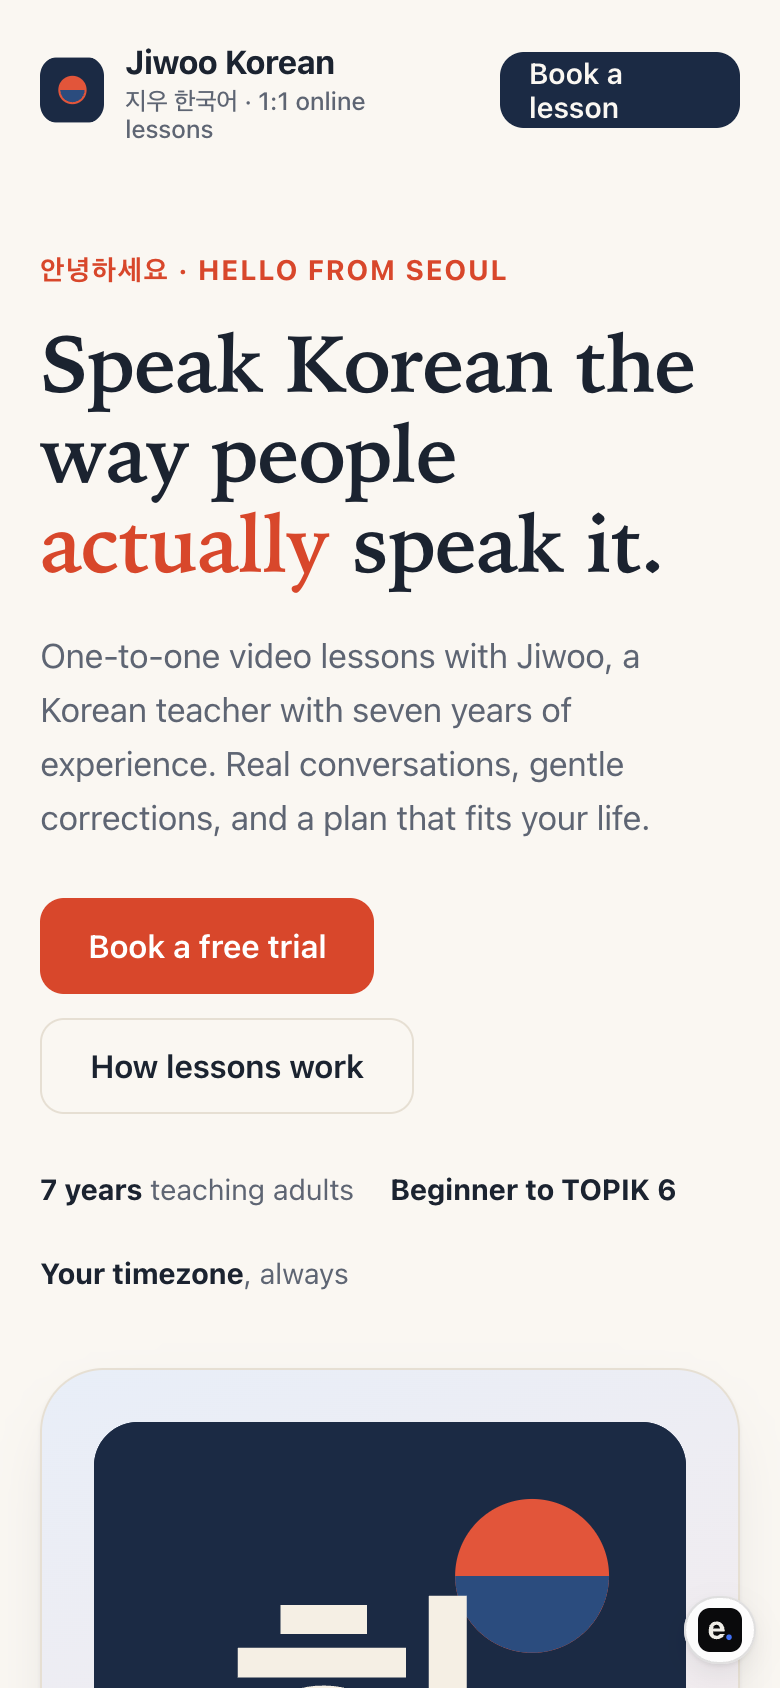 Jiwoo Korean
지우 한국어 · 1:1 online
lessons
Book a
lesson
안녕하세요 · HELLO FROM SEOUL
Speak Korean the
way people
actually speak it.
One-to-one video lessons with Jiwoo, a
Korean teacher with seven years of
experience. Real conversations, gentle
corrections, and a plan that fits your life.
Book a free trial
How lessons work
7 years teaching adults
Beginner to TOPIK 6
Your timezone, always
e.